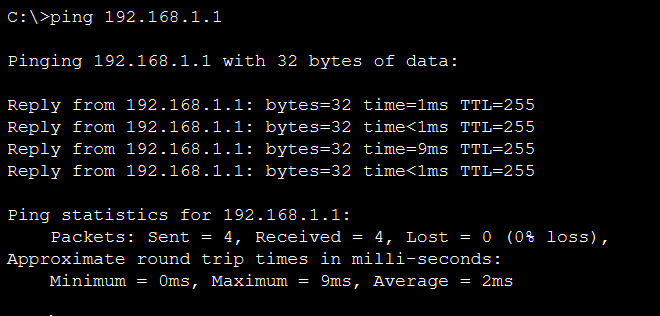 C:\>ping 192.168.1.1
Pinging 192.168.1.1 with 32 bytes of data:
Reply from 192.168.1.1: bytes=32 time=1ms TTL=255
Reply from 192.168.1.1: bytes=32 time<1ms TTL=255
Reply from 192.168.1.1: bytes=32 time=9ms TTL=255
Reply from 192.168.1.1: bytes=32 time<1ms TTL=255
Ping statistics for 192.168.1.1:
    Packets: Sent = 4, Received = 4, Lost = 0 (0% loss),
Approximate round trip times in milli-seconds:
    Minimum = 0ms, Maximum = 9ms, Average = 2ms